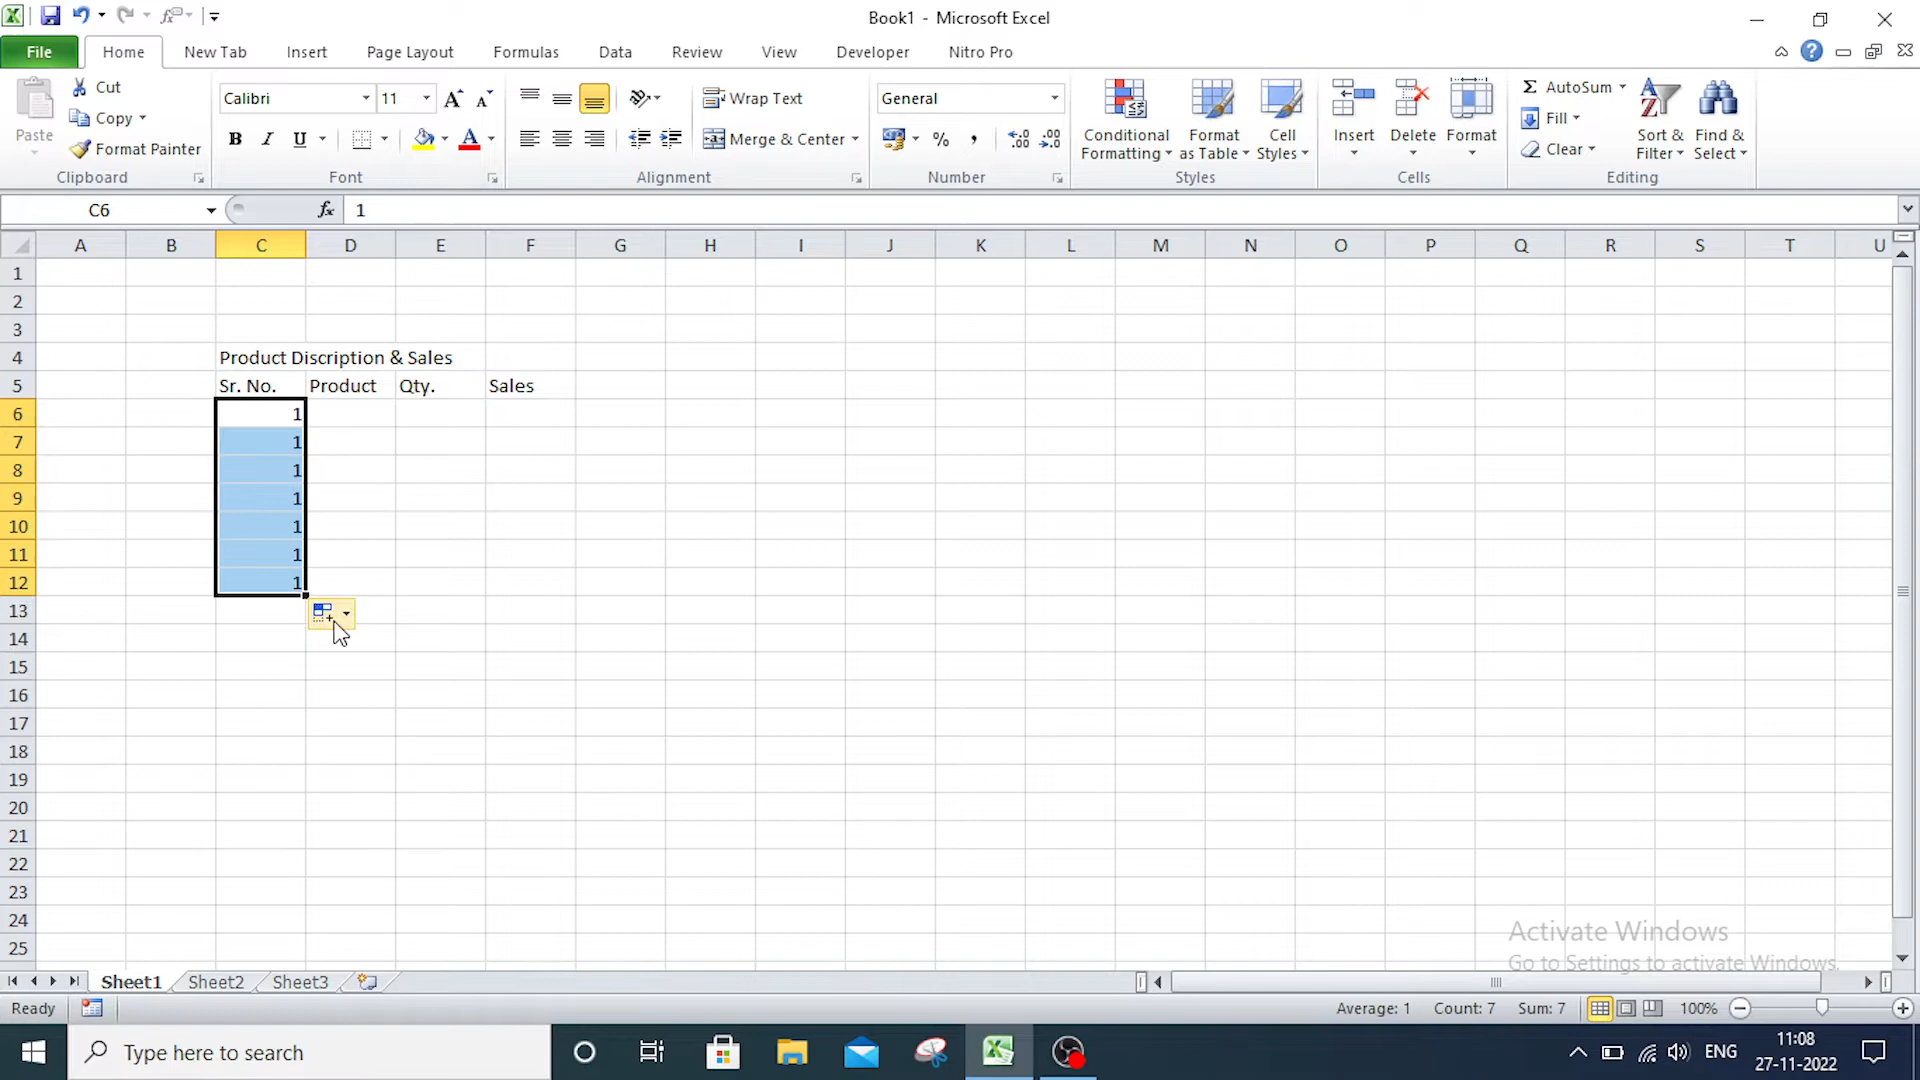 Book1 - Microsoft Excel
File Home New Tab Insert Page Layout Formulas Data Review View Developer Nitro Pro
Paste
Cut
Copy
Format Painter
Clipboard
Calibri 11
B I U A
Font
Wrap Text
Merge & Center
Alignment
General
%
Number
Conditional Formatting
Format as Table
Cell Styles
Styles
Insert Delete Format
Cells
Σ AutoSum
Fill
Clear
Sort & Filter
Find & Select
Editing
C6 fx 1
A B C D E F G H I J K L M N O P Q R S T U
1
2
3
4 Product Discription & Sales
5 Sr. No. Product Qty. Sales
6 1
7 1
8 1
9 1
10 1
11 1
12 1
13
14
15
16
17
18
19
20
21
22
23
24
25
Activate Windows
Go to Settings to activate Windows.
Sheet1 Sheet2 Sheet3
Ready Average: 1 Count: 7 Sum: 7 100%
Type here to search
ENG
11:08
27-11-2022